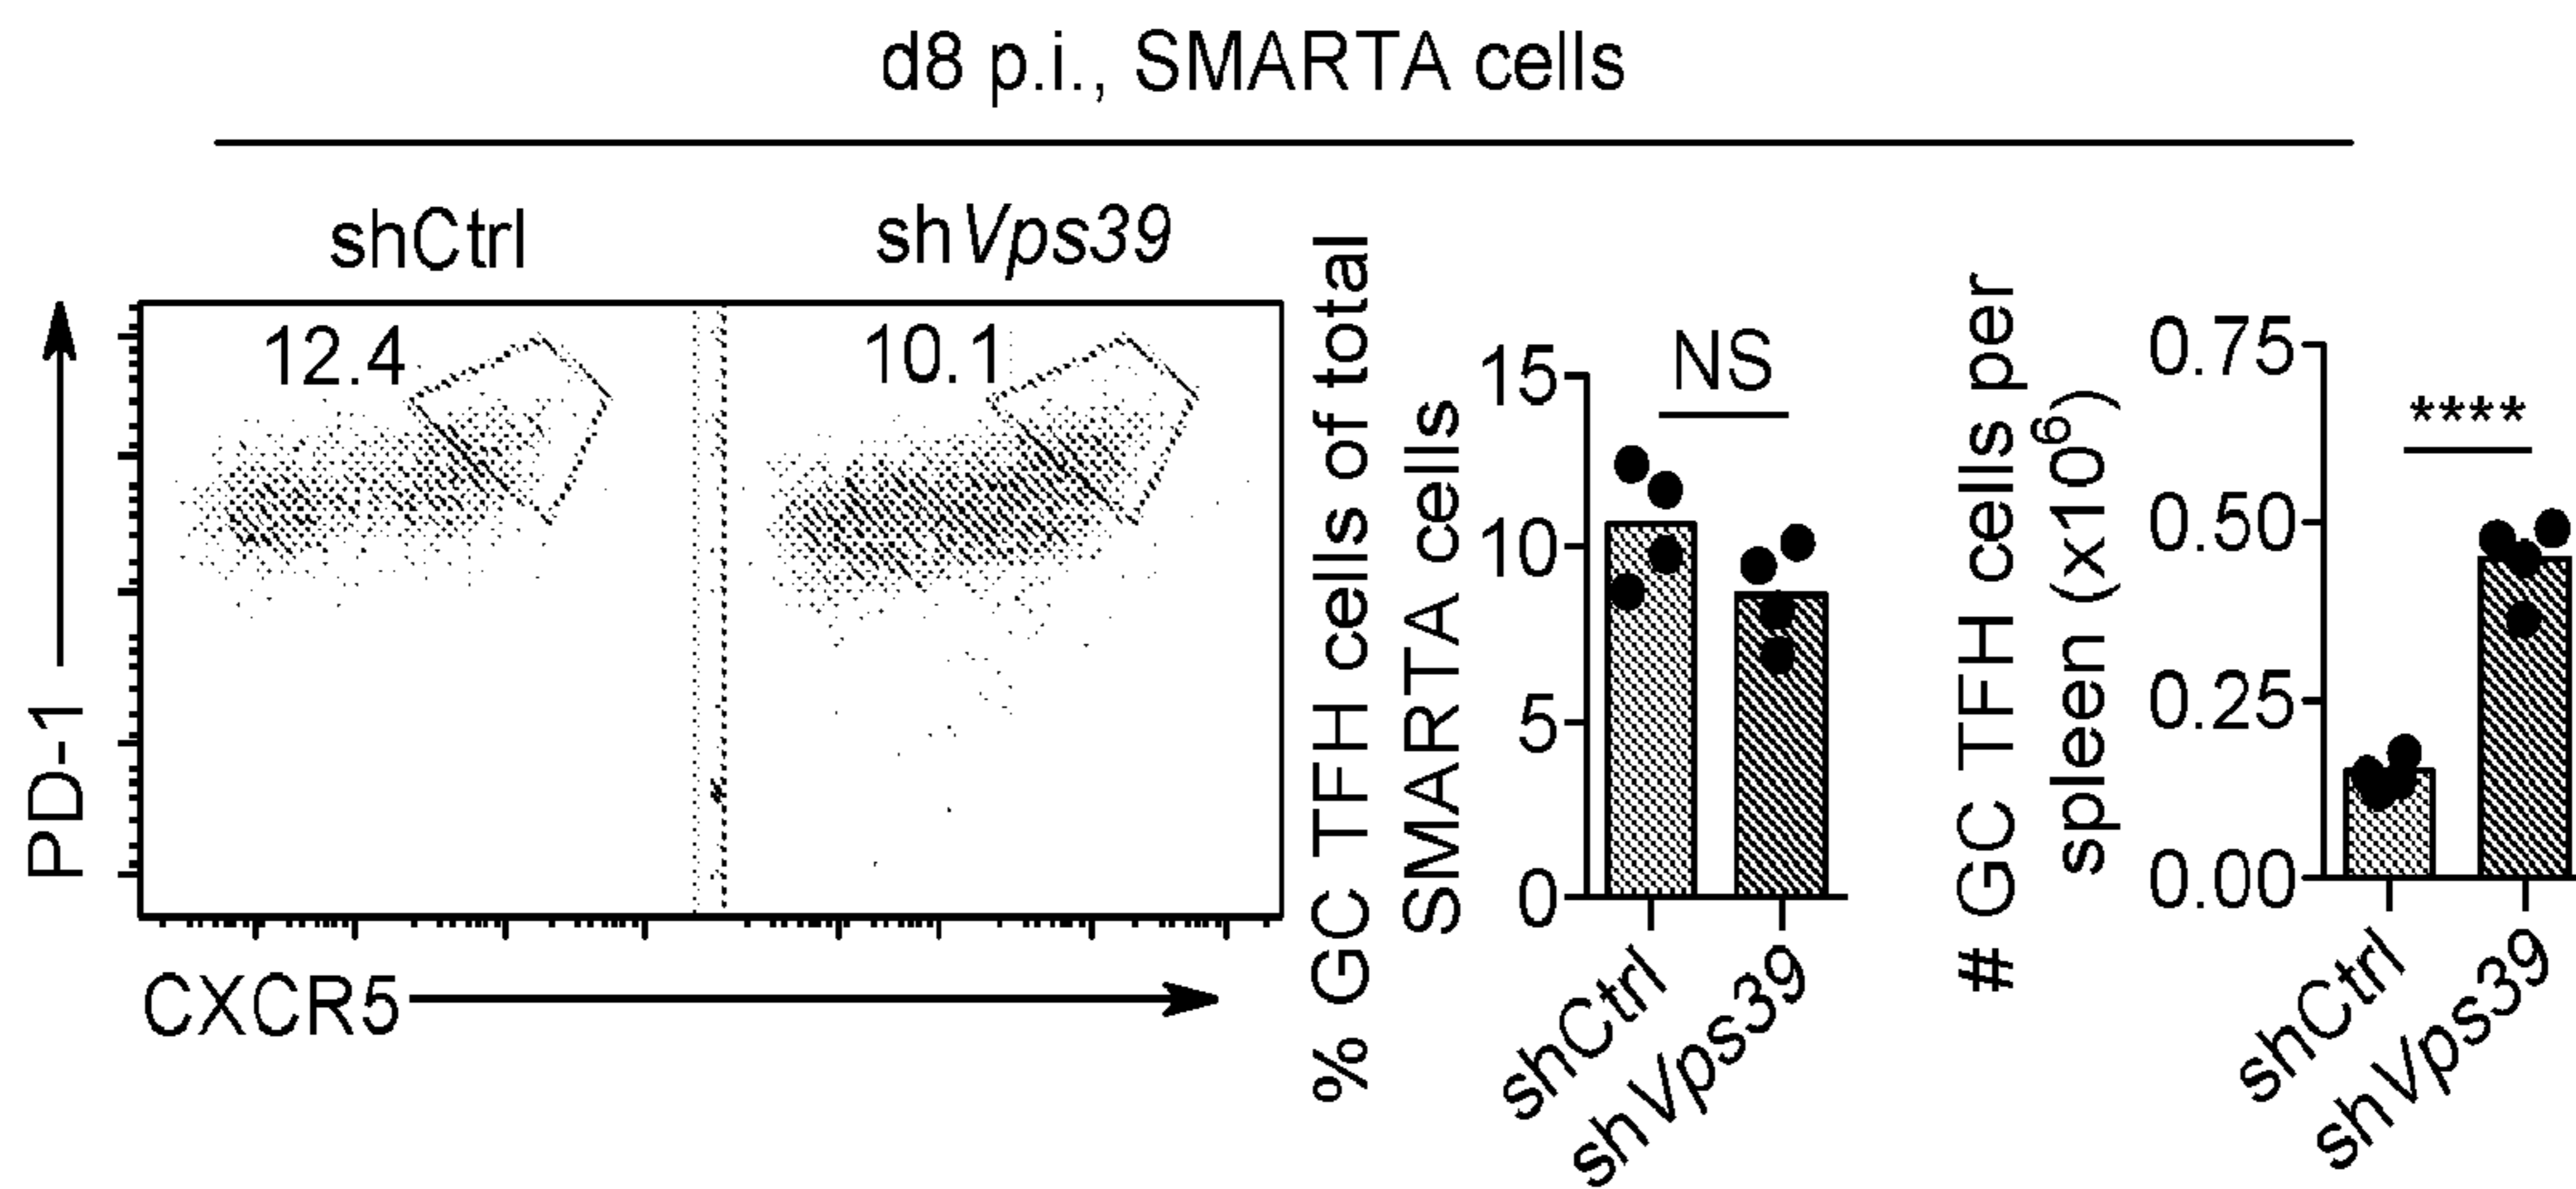 d8 p.i., SMARTA cells
shCtrl
shVps39
12.4
10.1
PD-1
CXCR5
% GC TFH cells of total
SMARTA cells
15
10
5
0
NS
shCtrl
shVps39
# GC TFH cells per
spleen (x10⁶)
0.75
0.50
0.25
0.00
****
shCtrl
shVps39